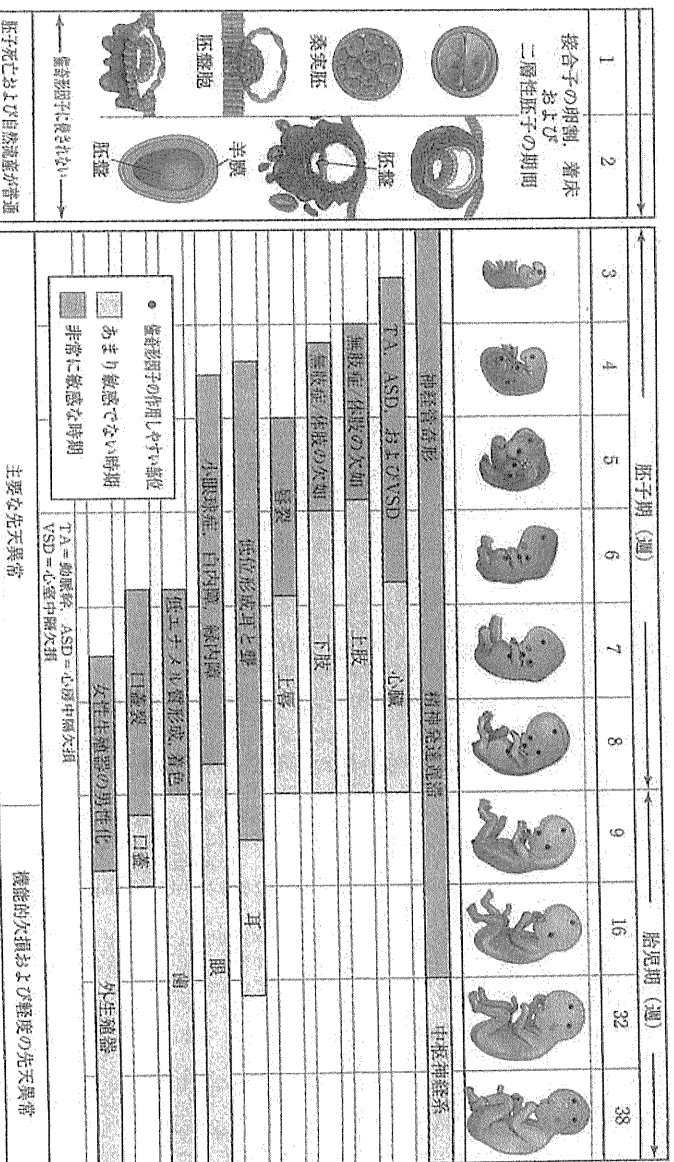 胚子期（週）
胎児期（週）
1
2
3
4
5
6
7
8
9
16
32
38
接合子の卵割，着床
および
二層性胚子の期間
桑実胚
胚盤胞
胚盤
羊膜
胚盤
催奇形因子に侵されない
胚子死亡および自然流産が普通
神経管奇形
精神発達遅滞
中枢神経系
TA，ASD，およびVSD
心臓
無肢症・体肢の欠如
上肢
無肢症・体肢の欠如
下肢
唇裂
上唇
低位形成耳と聾
耳
小眼球症，白内障，緑内障
眼
低エナメル質形成，着色
歯
口蓋裂
口蓋
女性生殖器の男性化
外生殖器
• 催奇形因子の作用しやすい部位
あまり敏感でない時期
非常に敏感な時期
TA＝動脈幹，ASD＝心房中隔欠損
VSD＝心室中隔欠損
主要な先天異常
機能的欠損および軽度の先天異常